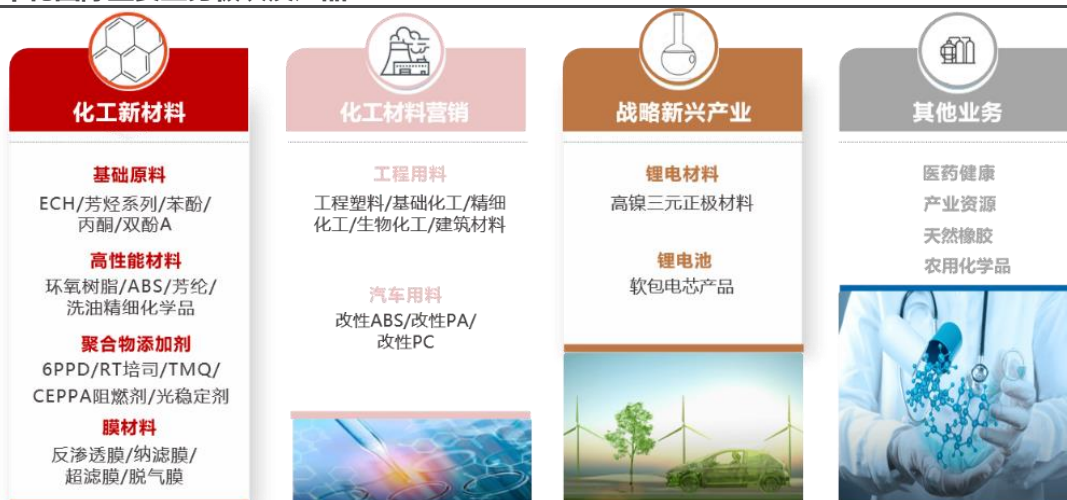 化工新材料
基础原料
ECH/芳烃系列/苯酚/
丙酮/双酚A
高性能材料
环氧树脂/ABS/芳纶/
洗油精细化学品
聚合物添加剂
6PPD/RT培司/TMQ/
CEPPA阻燃剂/光稳定剂
膜材料
反渗透膜/纳滤膜/
超滤膜/脱气膜
化工材料营销
工程用料
工程塑料/基础化工/精细
化工/生物化工/建筑材料
汽车用料
改性ABS/改性PA/
改性PC
战略新兴产业
锂电材料
高镍三元正极材料
锂电池
软包电芯产品
其他业务
医药健康
产业资源
天然橡胶
农用化学品